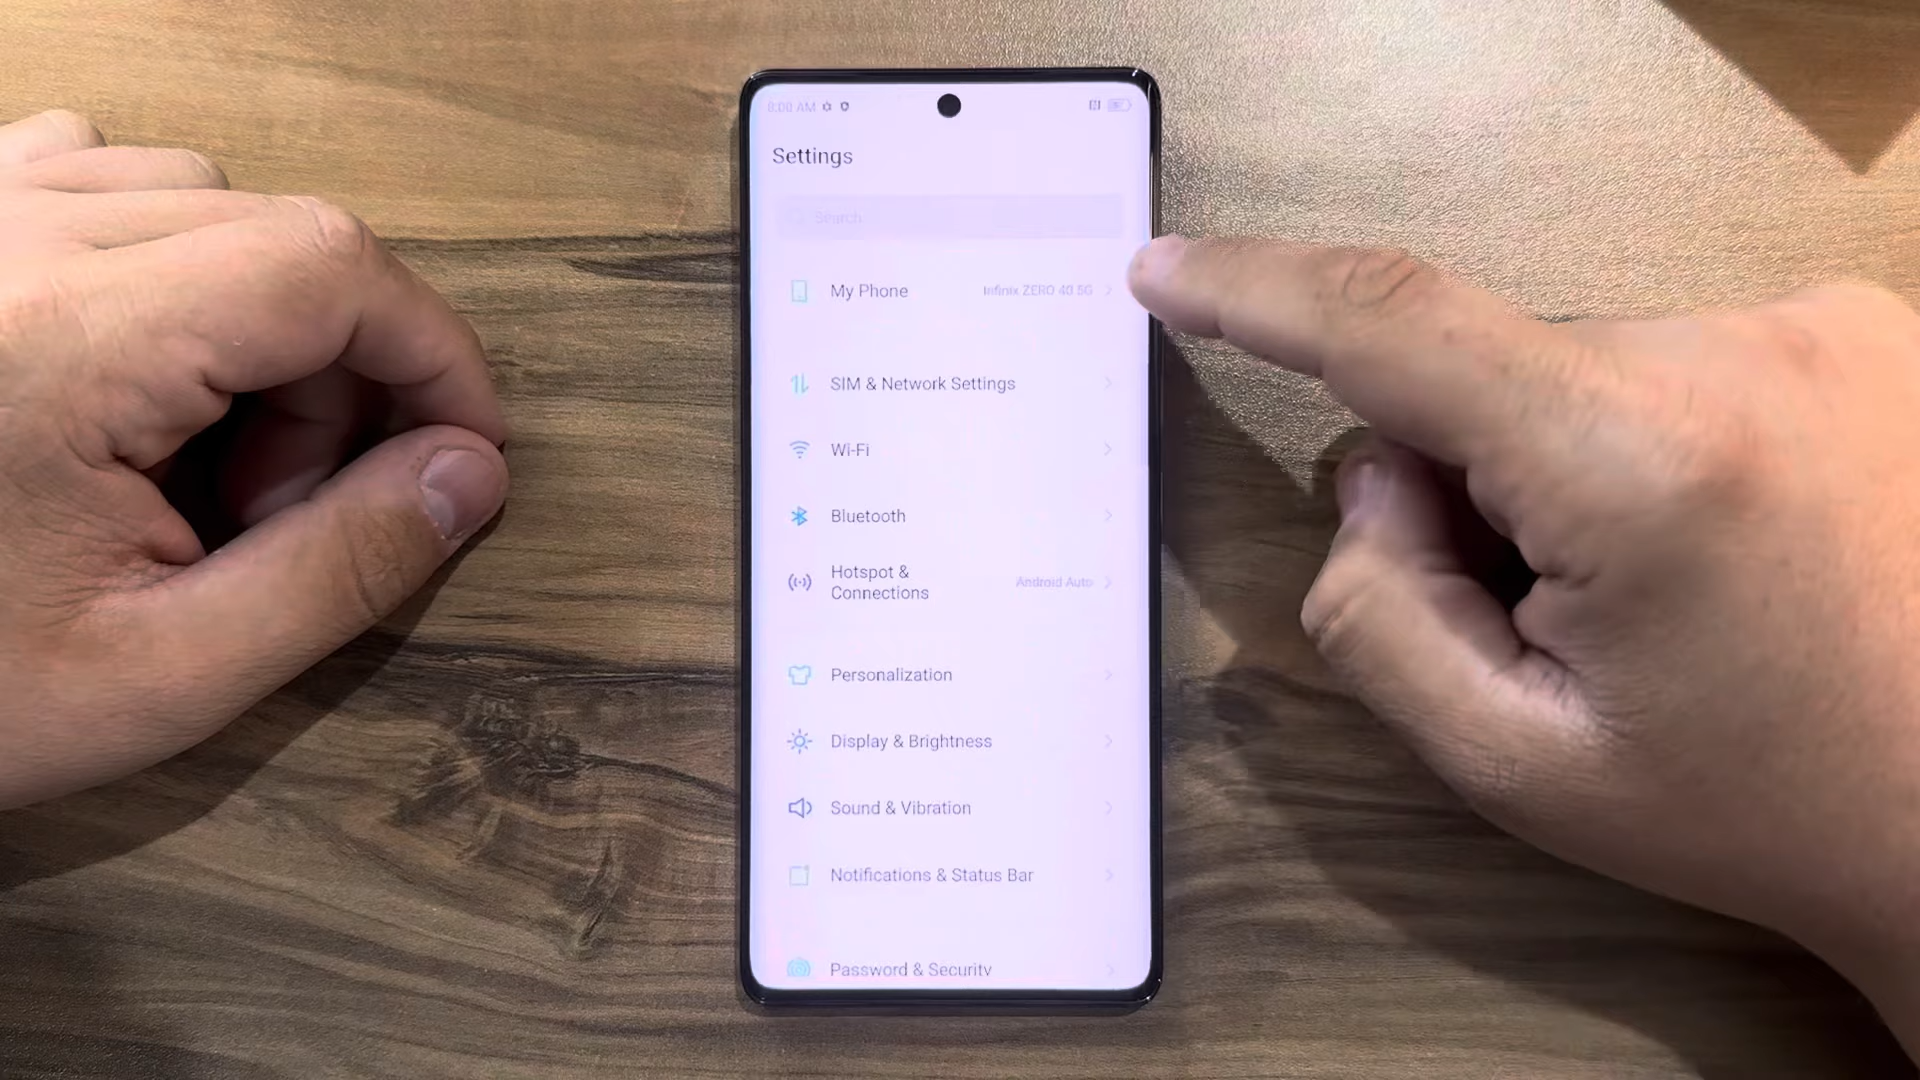 8:00 AM
Settings
Search
My Phone Infinix ZERO 40 5G
SIM & Network Settings
Wi-Fi
Bluetooth
Hotspot &
Connections
Android Auto
Personalization
Display & Brightness
Sound & Vibration
Notifications & Status Bar
Password & Security